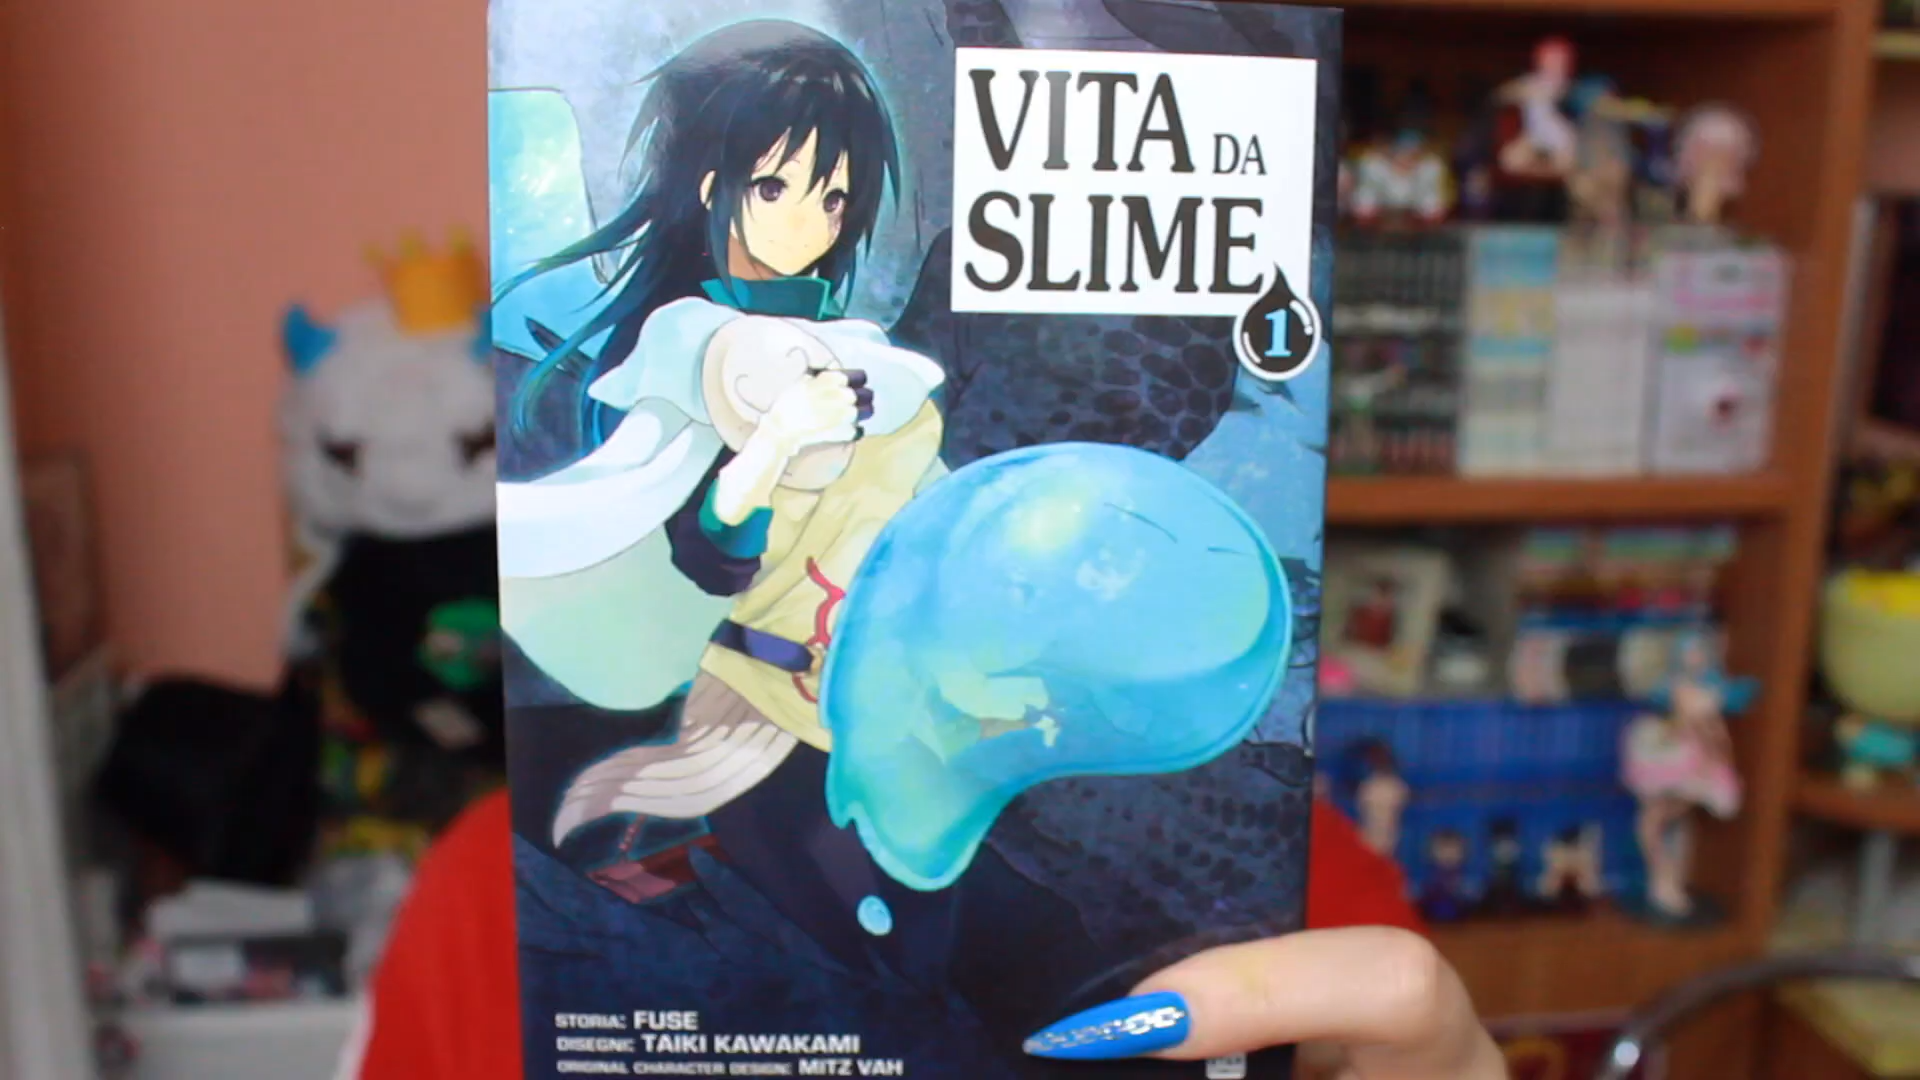 VITA DA
SLIME
1
STORIA: FUSE
DISEGNI: TAIKI KAWAKAMI
ORIGINAL CHARACTER DESIGN: MITZ VAH